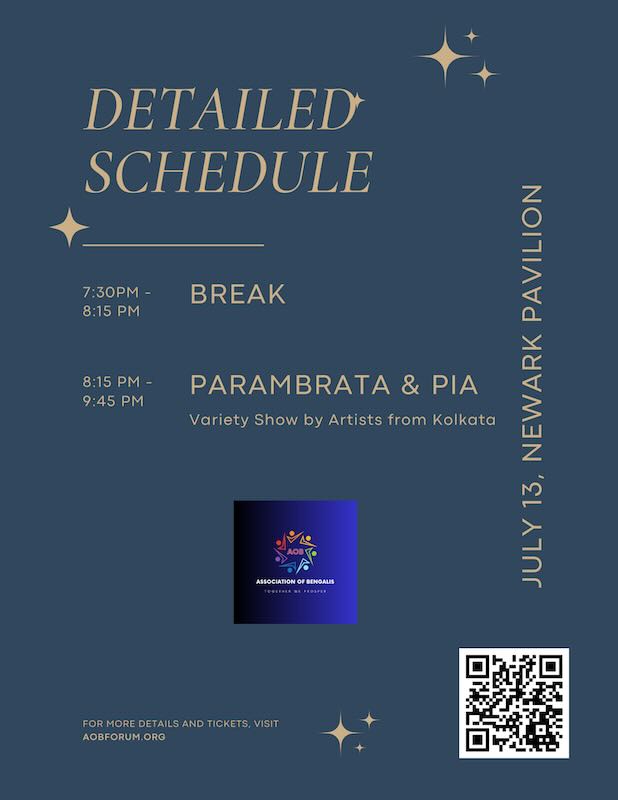 DETAILED
SCHEDULE
7:30PM -
8:15 PM
BREAK
8:15 PM -
9:45 PM
PARAMBRATA & PIA
Variety Show by Artists from Kolkata
JULY 13, NEWARK PAVILION
AOB
ASSOCIATION OF BENGALIS
TOGETHER WE PROSPER
FOR MORE DETAILS AND TICKETS, VISIT
AOBFORUM.ORG